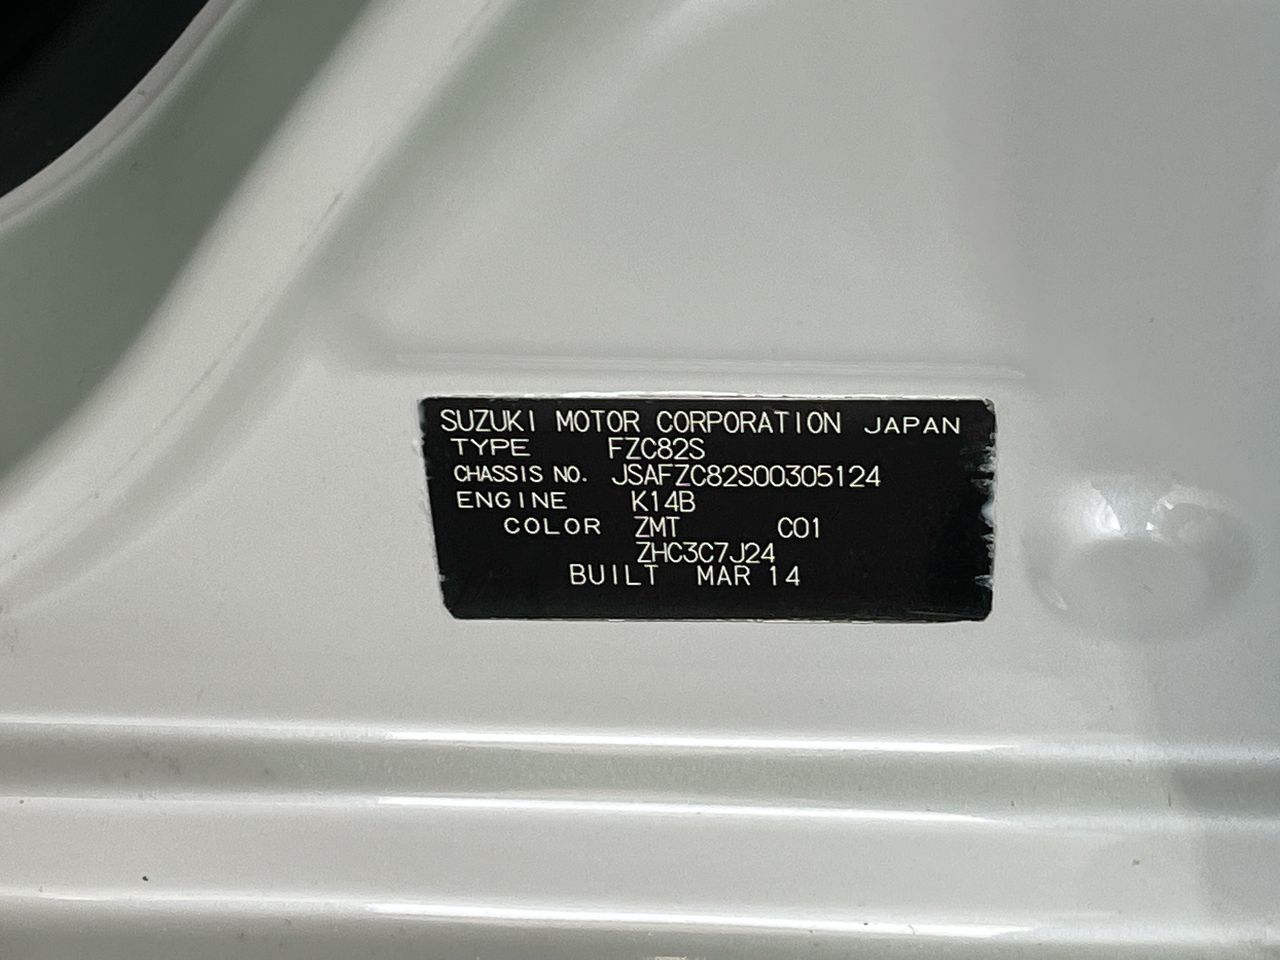 SUZUKI MOTOR CORPORATION JAPAN
TYPE FZC82S
CHASSIS NO. JSAFZC82S00305124
ENGINE K14B
COLOR ZMT C01
ZHC3C7J24
BUILT MAR 14